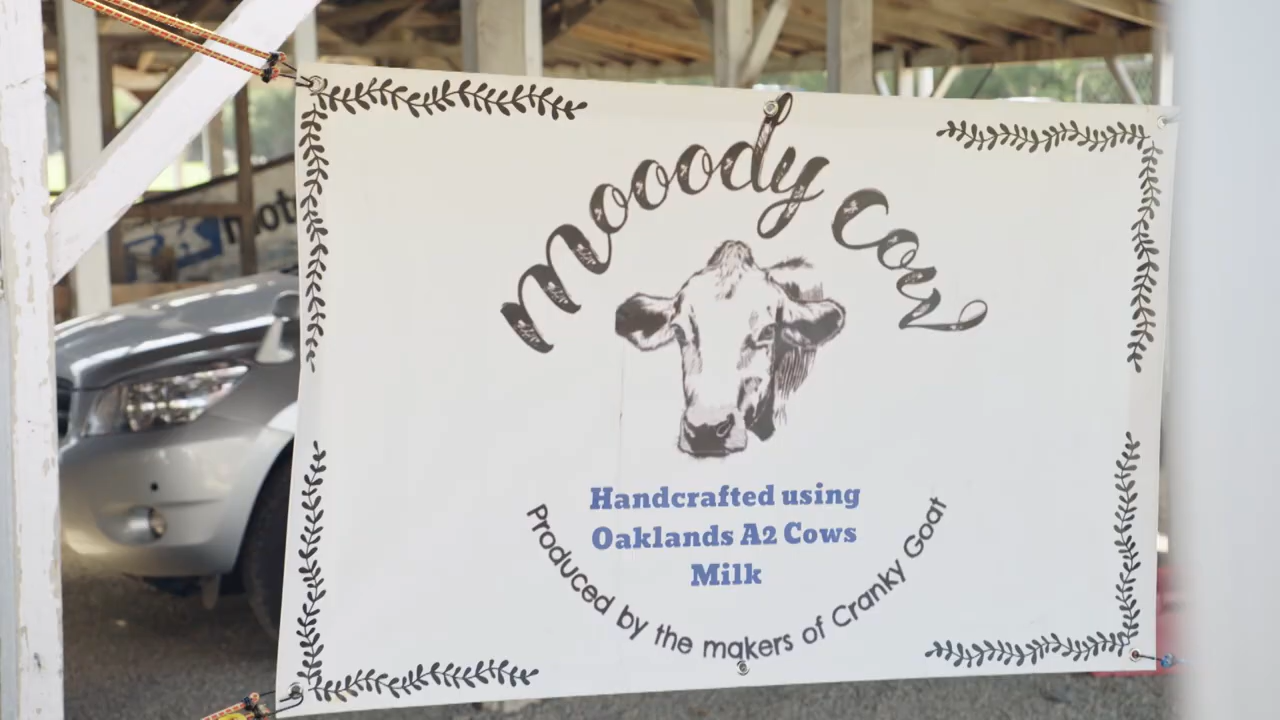 mooody Cow
Handcrafted using
Oaklands A2 Cows
Milk
Produced by the makers of Cranky Goat